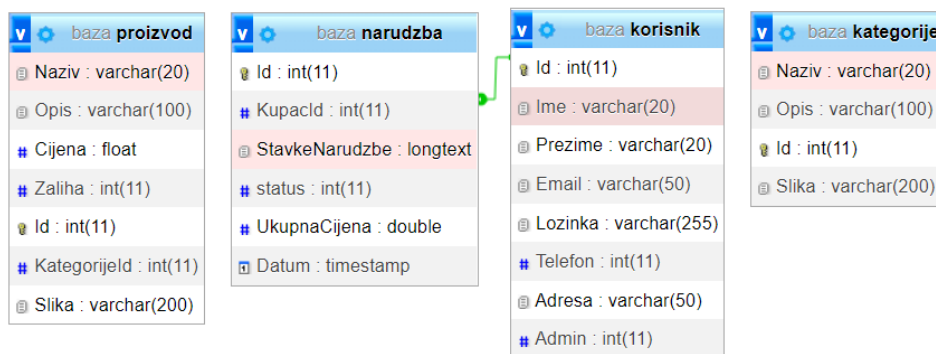 v baza proizvod
Naziv : varchar(20)
Opis : varchar(100)
# Cijena : float
# Zaliha : int(11)
Id : int(11)
# KategorijeId : int(11)
Slika : varchar(200)
v baza narudzba
Id : int(11)
# KupacId : int(11)
StavkeNarudzbe : longtext
# status : int(11)
# UkupnaCijena : double
Datum : timestamp
v baza korisnik
Id : int(11)
Ime : varchar(20)
Prezime : varchar(20)
Email : varchar(50)
Lozinka : varchar(255)
# Telefon : int(11)
Adresa : varchar(50)
# Admin : int(11)
v baza kategorije
Naziv : varchar(20)
Opis : varchar(100)
Id : int(11)
Slika : varchar(200)